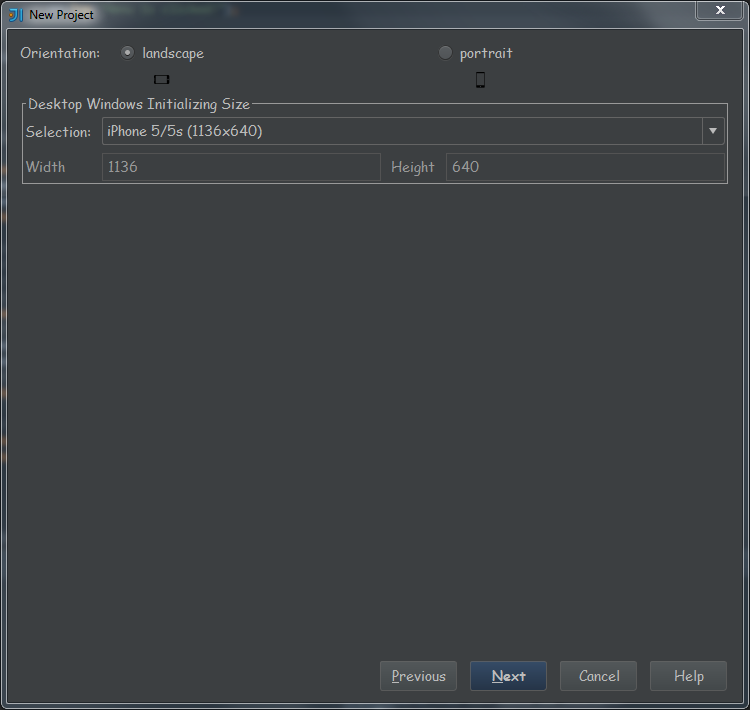 New Project
Orientation: landscape portrait
Desktop Windows Initializing Size
Selection: iPhone 5/5s (1136x640)
Width 1136 Height 640
Previous Next Cancel Help